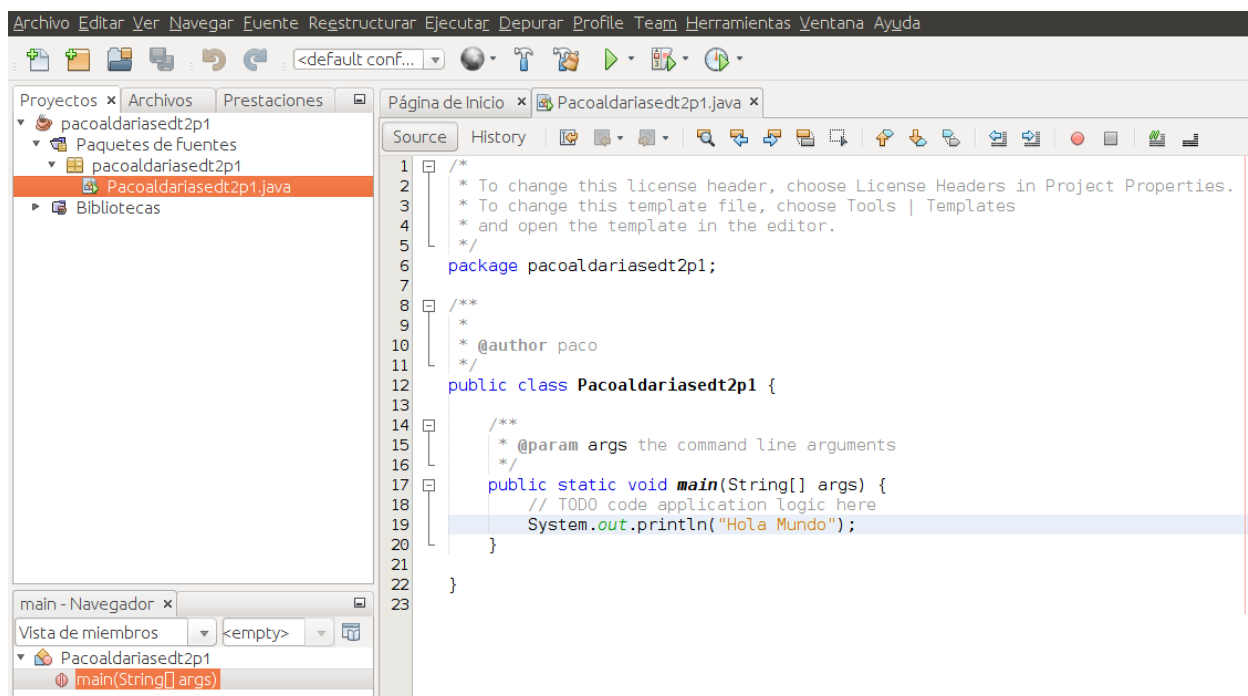 Archivo Editar Ver Navegar Fuente Reestructurar Ejecutar Depurar Profile Team Herramientas Ventana Ayuda
<default conf...
Proyectos Archivos Prestaciones
pacoaldariasedt2p1
Paquetes de fuentes
pacoaldariasedt2p1
Pacoaldariasedt2p1.java
Bibliotecas
Página de Inicio Pacoaldariasedt2p1.java
Source History
1 /*
2 * To change this license header, choose License Headers in Project Properties.
3 * To change this template file, choose Tools | Templates
4 * and open the template in the editor.
5 */
6 package pacoaldariasedt2p1;
7
8 /**
9 *
10 * @author paco
11 */
12 public class Pacoaldariasedt2p1 {
13
14 /**
15 * @param args the command line arguments
16 */
17 public static void main(String[] args) {
18 // TODO code application logic here
19 System.out.println("Hola Mundo");
20 }
21
22 }
23
main - Navegador
Vista de miembros <empty>
Pacoaldariasedt2p1
main(String[] args)